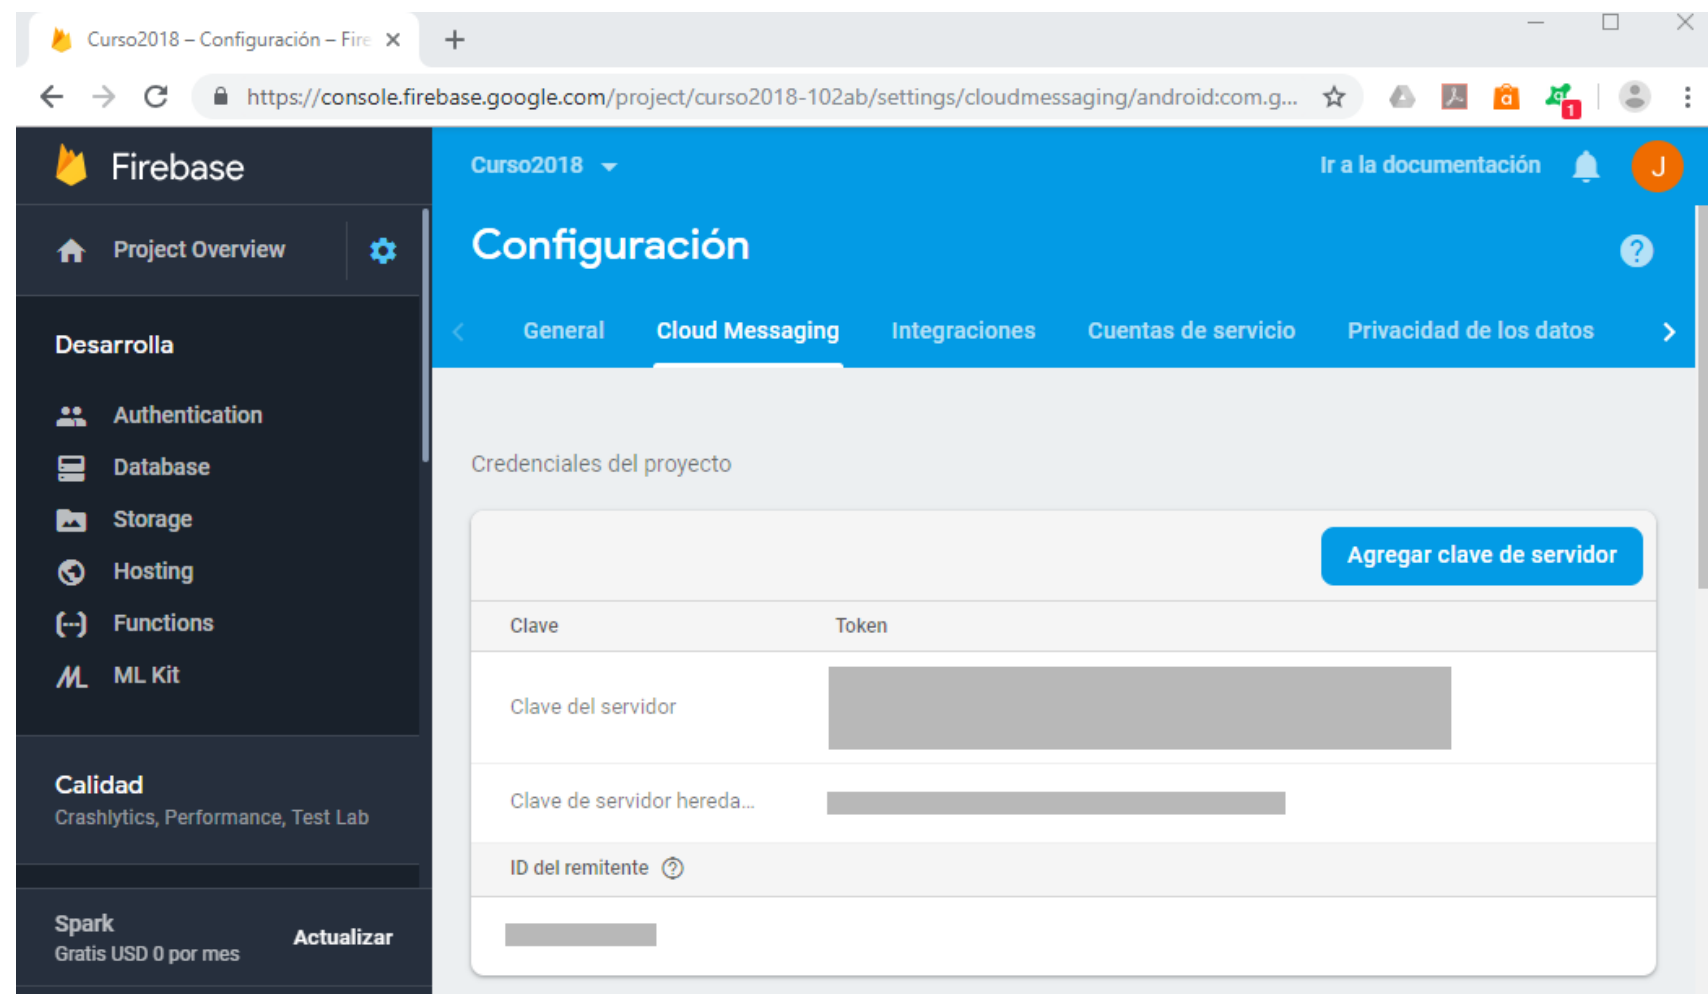 Curso2018 – Configuración – Fire
https://console.firebase.google.com/project/curso2018-102ab/settings/cloudmessaging/android:com.g...
1
Firebase
Curso2018
Ir a la documentación
J
Project Overview
Configuración
?
General
Cloud Messaging
Integraciones
Cuentas de servicio
Privacidad de los datos
Desarrolla
Authentication
Database
Storage
Hosting
Functions
ML Kit
Credenciales del proyecto
Agregar clave de servidor
Clave Token
Clave del servidor
Clave de servidor hereda...
ID del remitente ?
Calidad
Crashlytics, Performance, Test Lab
Spark
Gratis USD 0 por mes
Actualizar